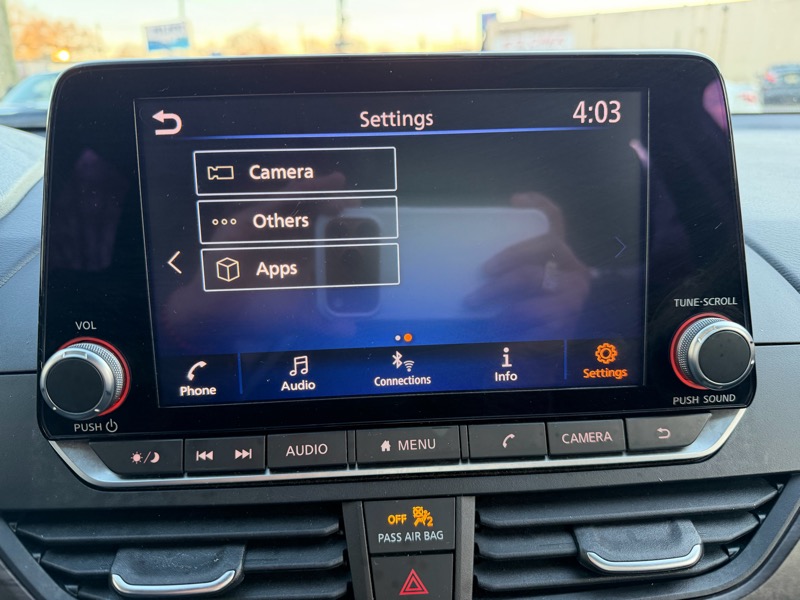 Settings
4:03
Camera
Others
Apps
VOL
TUNE·SCROLL
Phone
Audio
Connections
Info
Settings
PUSH
PUSH SOUND
AUDIO
MENU
CAMERA
OFF 2
PASS AIR BAG